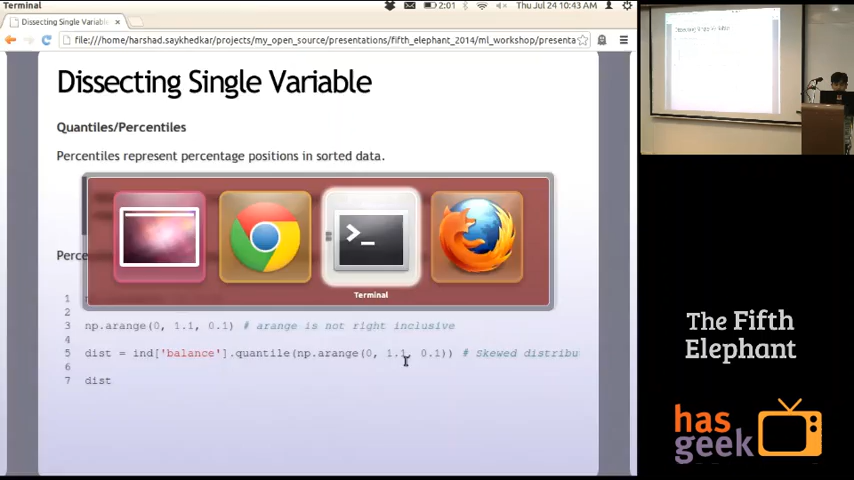 Terminal
2:01
Thu Jul 24 10:43 AM
Dissecting Single Variable
file:///home/harshad.saykhedkar/projects/my_open_source/presentations/fifth_elephant_2014/ml_workshop/presenta
Dissecting Single Variable
Quantiles/Percentiles
Percentiles represent percentage positions in sorted data.
Terminal
Perce
1
2
3 np.arange(0, 1.1, 0.1) # arange is not right inclusive
4
5 dist = ind['balance'].quantile(np.arange(0, 1.1, 0.1)) # Skewed distribu
6
7 dist
The Fifth
Elephant
has
geek